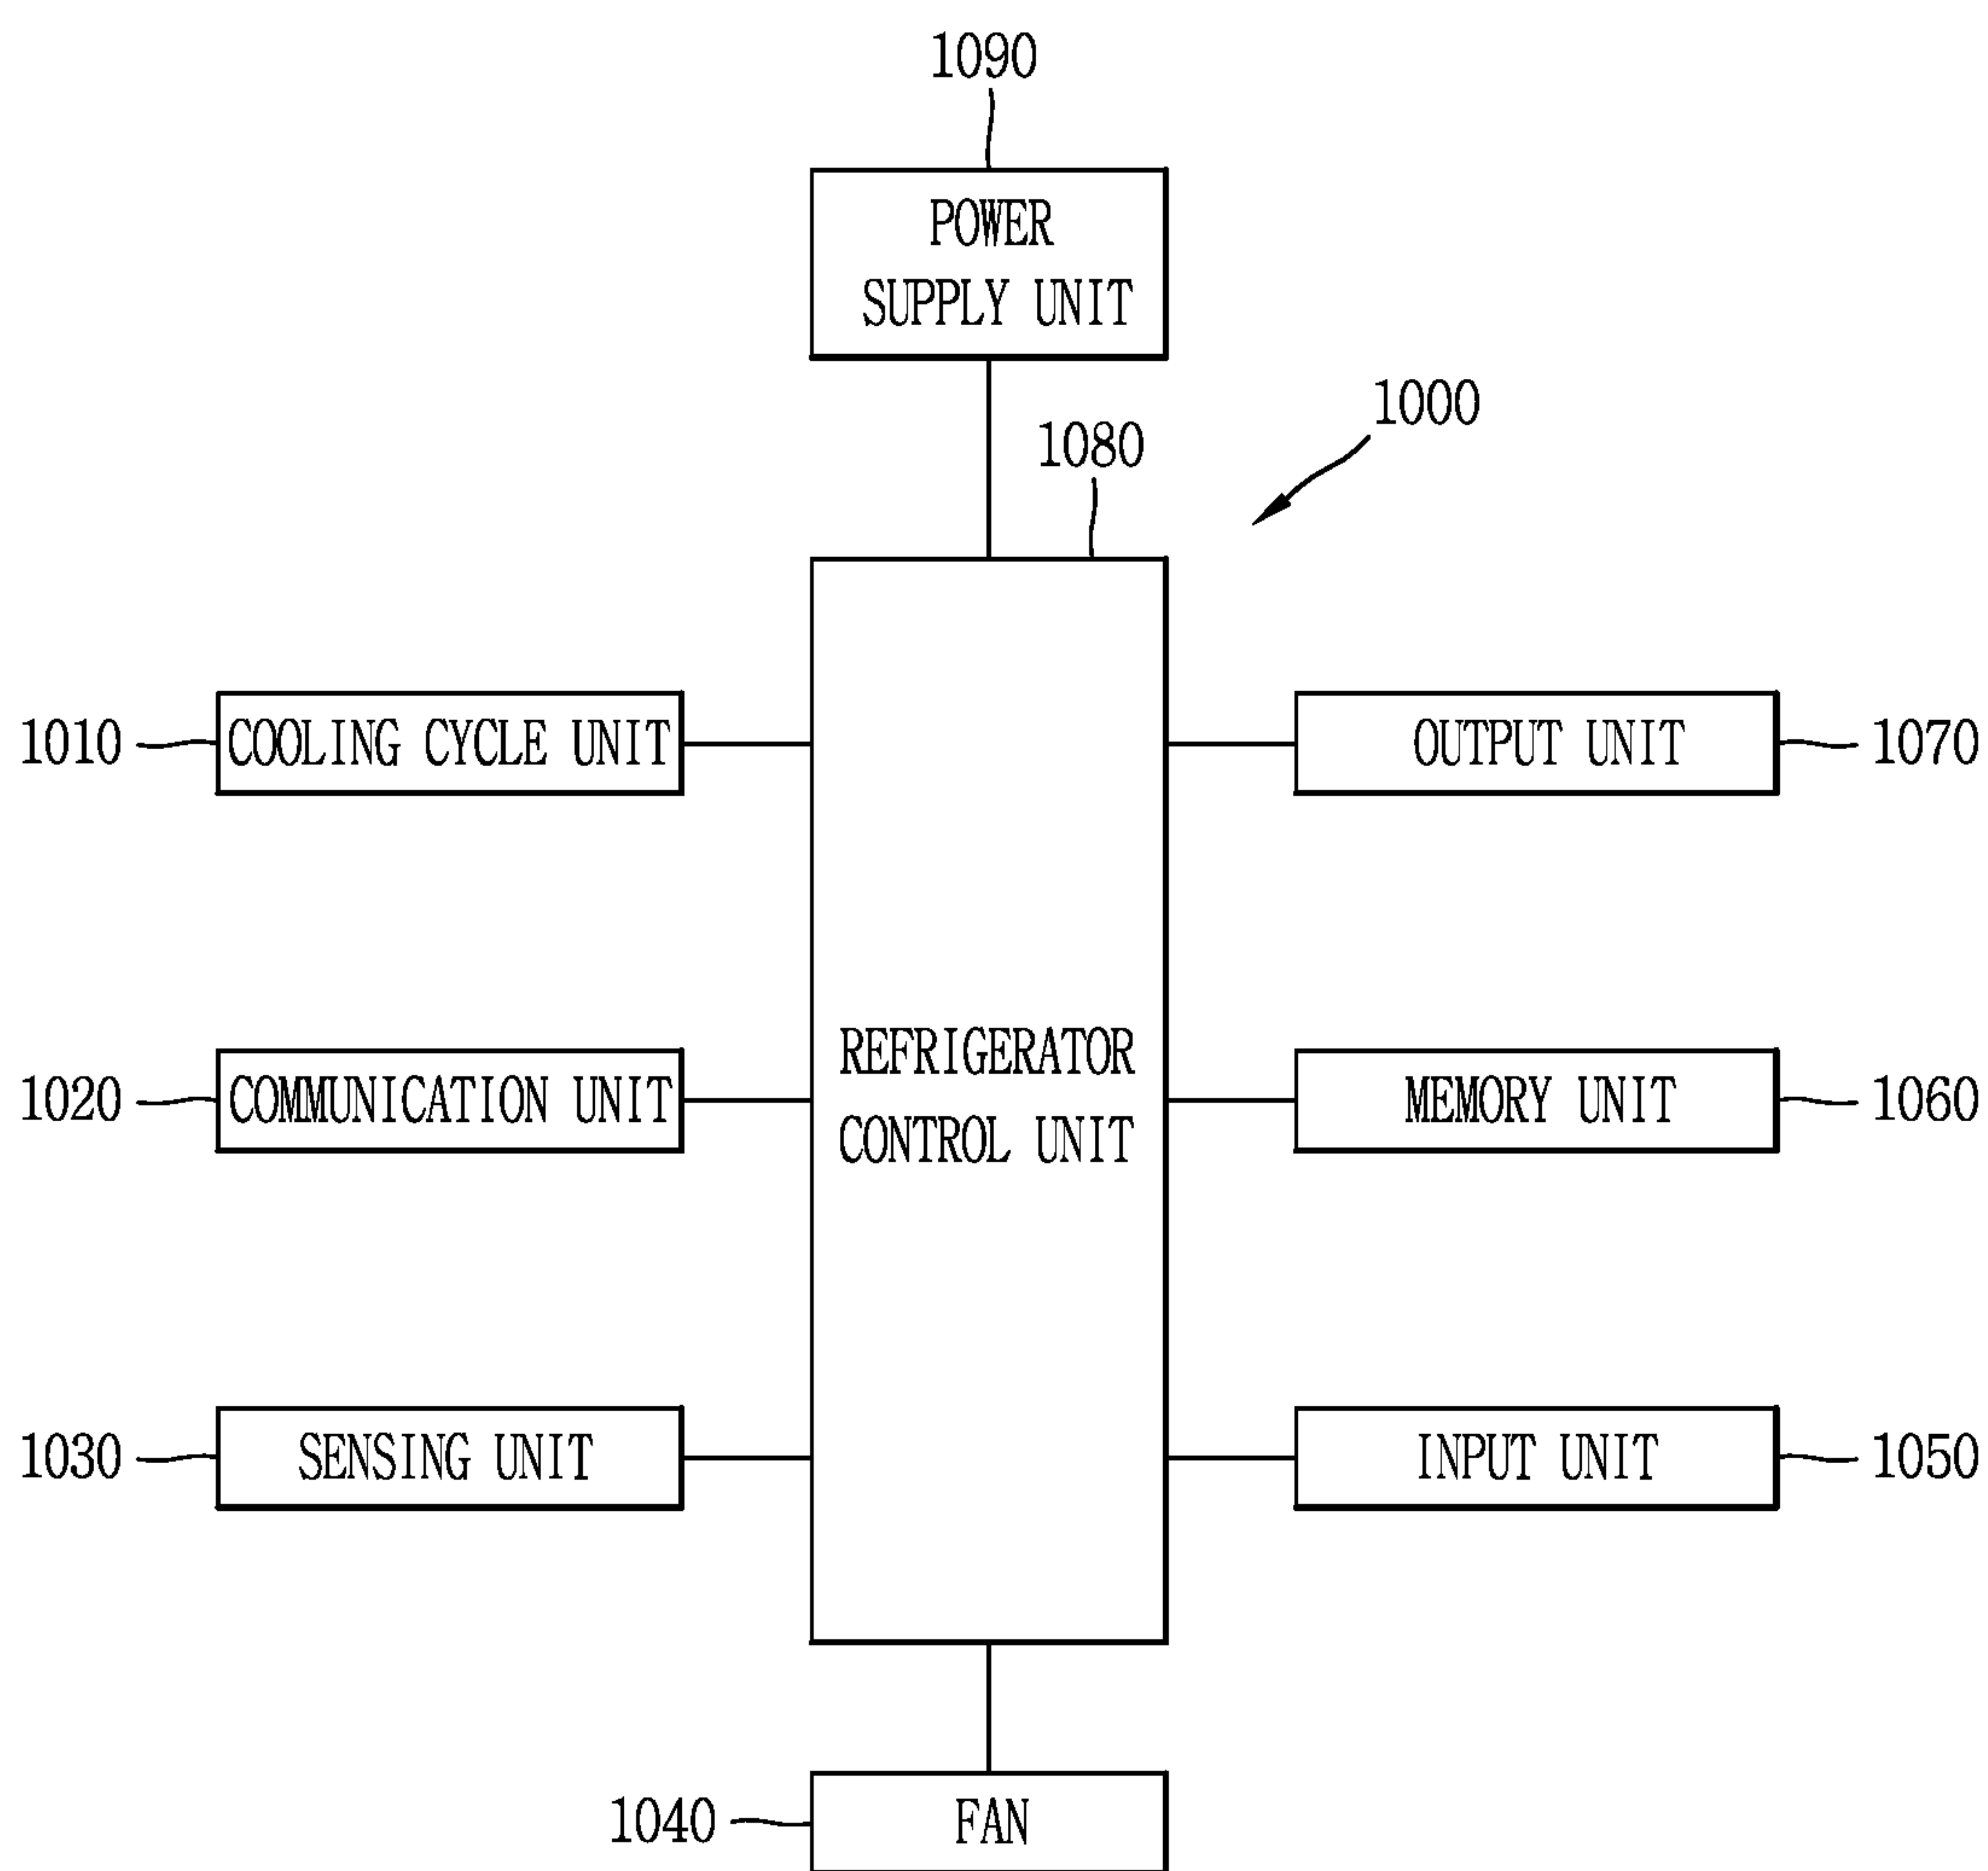 1090
POWER
SUPPLY UNIT
1000
1080
1010
COOLING CYCLE UNIT
OUTPUT UNIT
1070
1020
COMMUNICATION UNIT
REFRIGERATOR
CONTROL UNIT
MEMORY UNIT
1060
1030
SENSING UNIT
INPUT UNIT
1050
1040
FAN